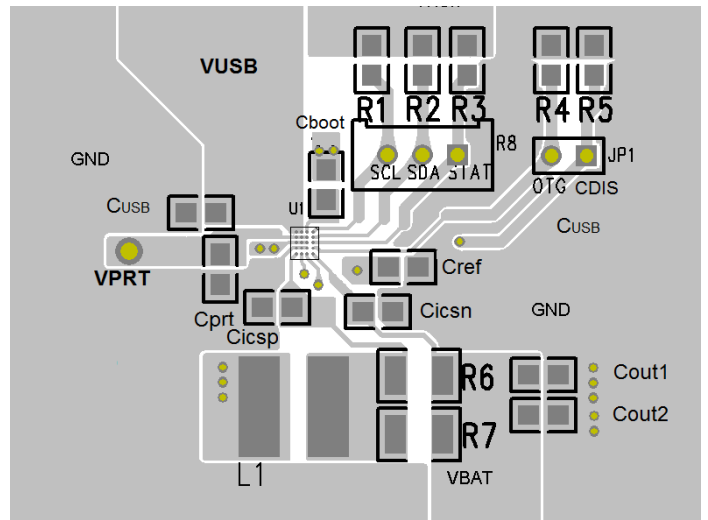 VUSB
R1 R2 R3 R4 R5
Cboot
R8
JP1
SCL SDA STAT
OTG CDIS
GND
CUSB
U1
CUSB
VPRT
Cref
Cprt
Cicsp
Cicsn
GND
R6
Cout1
Cout2
R7
L1
VBAT